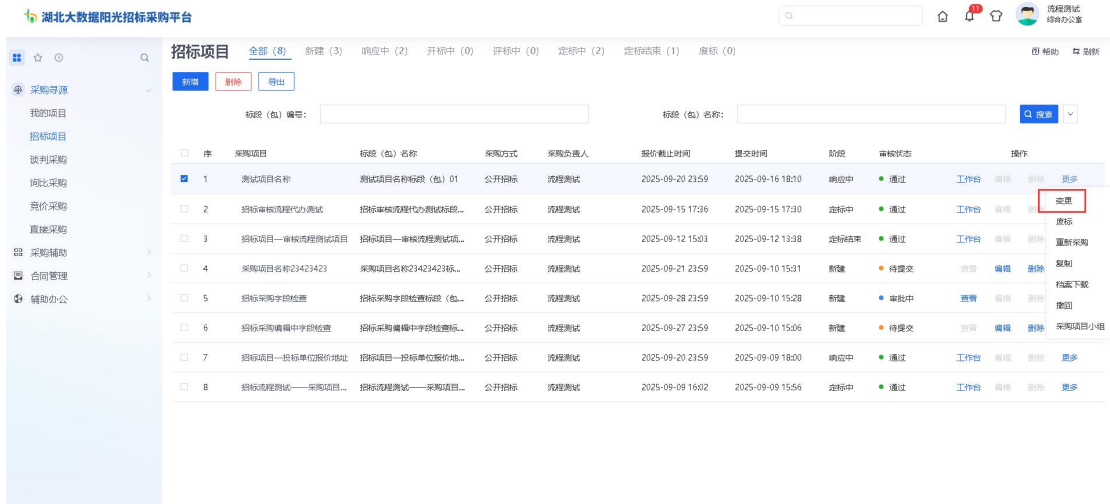 湖北大数据阳光招标采购平台
11
流程测试
综合办公室
招标项目 全部（8） 新建（3） 响应中（2） 开标中（0） 评标中（0） 定标中（2） 定标结束（1） 废标（0）
帮助 刷新
新增 删除 导出
标段（包）编号： 标段（包）名称： 搜索
采购寻源
我的项目
招标项目
谈判采购
询比采购
竞价采购
直接采购
采购辅助
合同管理
辅助办公
序 采购项目 标段（包）名称 采购方式 采购负责人 报价截止时间 提交时间 阶段 审核状态 操作
1 测试项目名称 测试项目名称标段（包）01 公开招标 流程测试 2025-09-20 23:59 2025-09-16 18:10 响应中 通过 工作台 编辑 删除 更多
2 招标审核流程代办测试 招标审核流程代办测试标段... 公开招标 流程测试 2025-09-15 17:36 2025-09-15 17:30 定标中 通过 工作台 编辑
3 招标项目—审核流程测试项目 招标项目—审核流程测试项... 公开招标 流程测试 2025-09-12 15:03 2025-09-12 13:38 定标结束 通过 工作台 编辑 删除
4 采购项目名称23423423 采购项目名称23423423标... 公开招标 流程测试 2025-09-21 23:59 2025-09-10 15:31 新建 待提交 查看 编辑 删除
5 招标采购字段检查 招标采购字段检查标段（包... 公开招标 流程测试 2025-09-28 23:59 2025-09-10 15:28 新建 审批中 查看 编辑 删除
6 招标采购编辑中字段检查 招标采购编辑中字段检查标... 公开招标 流程测试 2025-09-27 23:59 2025-09-10 15:06 新建 待提交 查看 编辑 删除
7 招标项目—投标单位报价地址 招标项目—投标单位报价地... 公开招标 流程测试 2025-09-20 23:59 2025-09-09 18:00 响应中 通过 工作台 编辑 删除 更多
8 招标流程测试——采购项目... 招标流程测试——采购项目... 公开招标 流程测试 2025-09-09 16:02 2025-09-09 15:56 定标中 通过 工作台 编辑 删除 更多
变更
废标
重新采购
复制
档案下载
撤回
采购项目小组